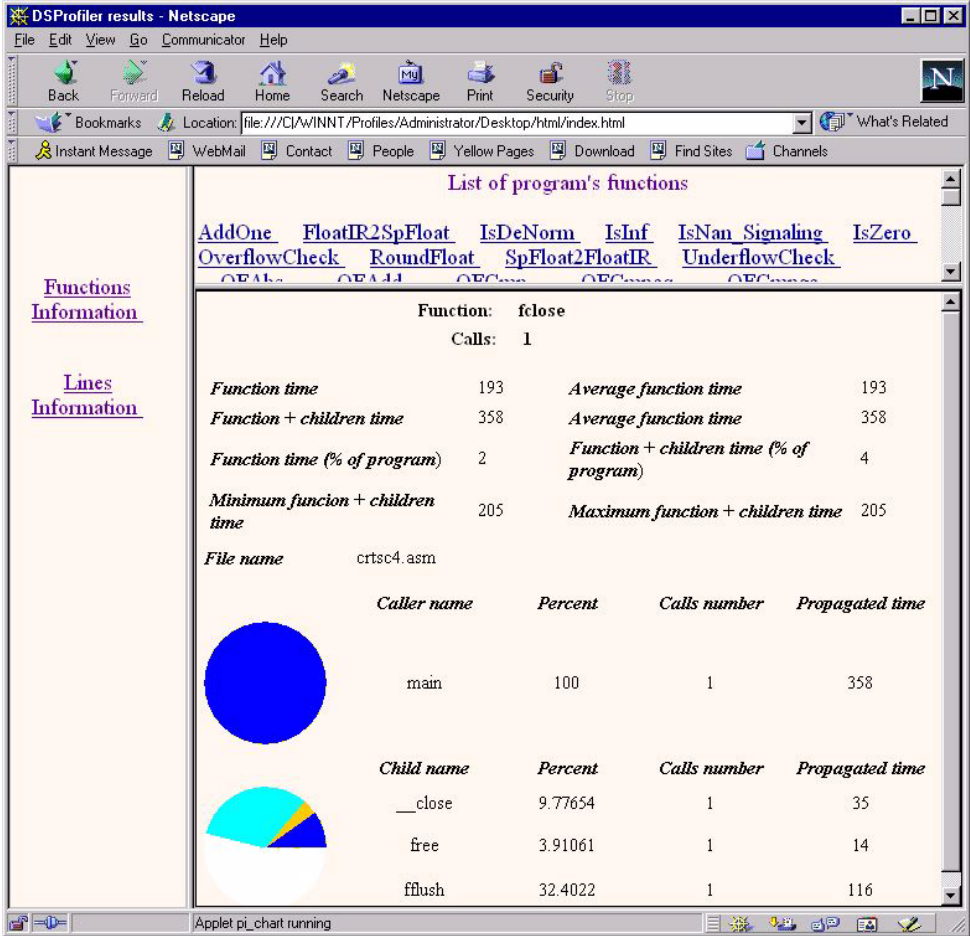 DSProfiler results - Netscape
File Edit View Go Communicator Help
Back Forward Reload Home Search Netscape Print Security Stop
My
N
Bookmarks Location: file:///C|/WINNT/Profiles/Administrator/Desktop/html/index.html What's Related
Instant Message WebMail Contact People Yellow Pages Download Find Sites Channels
Functions
Information
Lines
Information
List of program's functions
AddOne FloatIR2SpFloat IsDeNorm IsInf IsNan_Signaling IsZero
OverflowCheck RoundFloat SpFloat2FloatIR UnderflowCheck
Function: fclose
Calls: 1
Function time 193 Average function time 193
Function + children time 358 Average function time 358
Function time (% of program) 2 Function + children time (% of program) 4
Minimum funcion + children time 205 Maximum function + children time 205
File name crtsc4.asm
Caller name Percent Calls number Propagated time
main 100 1 358
Child name Percent Calls number Propagated time
__close 9.77654 1 35
free 3.91061 1 14
fflush 32.4022 1 116
Applet pi_chart running